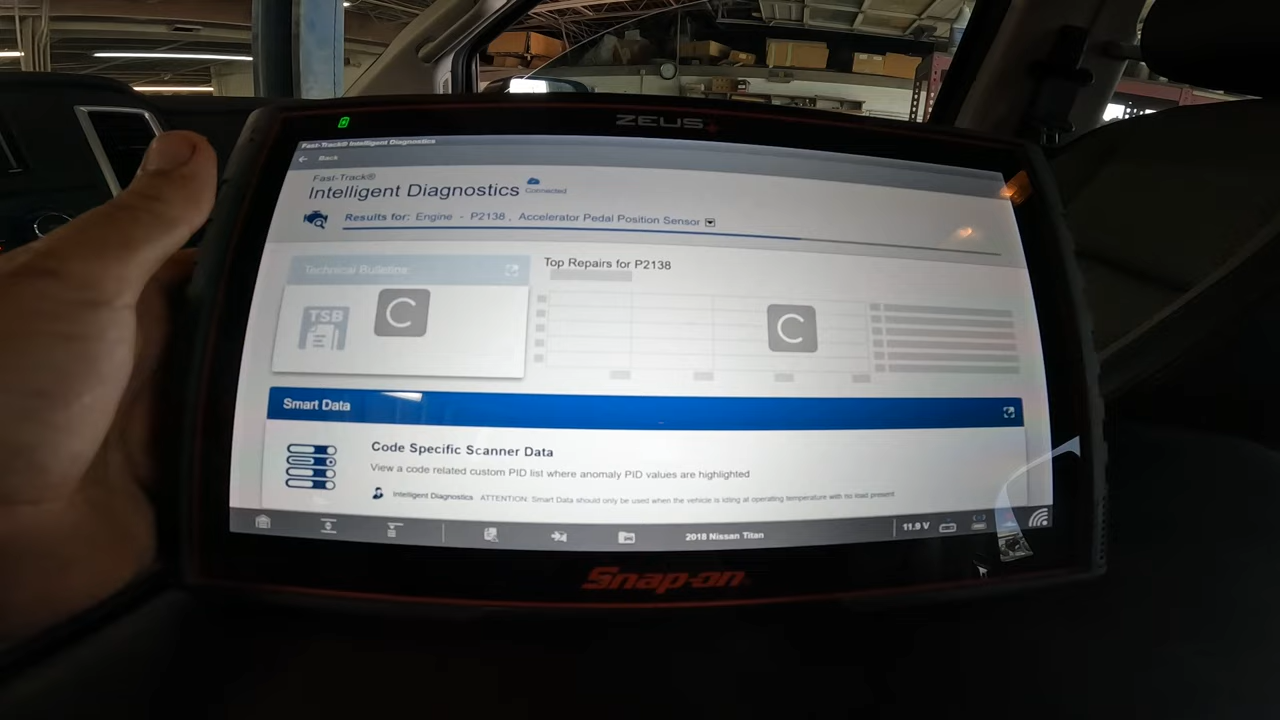 ZEUS+
Fast-Track® Intelligent Diagnostics
Back
Fast-Track®
Intelligent Diagnostics
Connected
Results for: Engine - P2138 , Accelerator Pedal Position Sensor
Technical Bulletins:
TSB
C
Top Repairs for P2138
C
Smart Data
Code Specific Scanner Data
View a code related custom PID list where anomaly PID values are highlighted
Intelligent Diagnostics ATTENTION: Smart Data should only be used when the vehicle is idling at operating temperature with no load present
2018 Nissan Titan
11.9 V
Snap-on